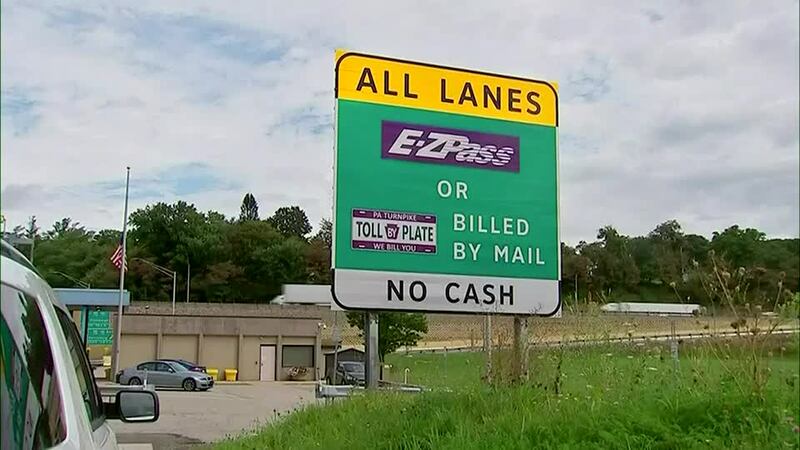 ALL LANES
E-ZPass
OR
PA TURNPIKE
TOLL BY PLATE
WE BILL YOU
BILLED
BY MAIL
NO CASH